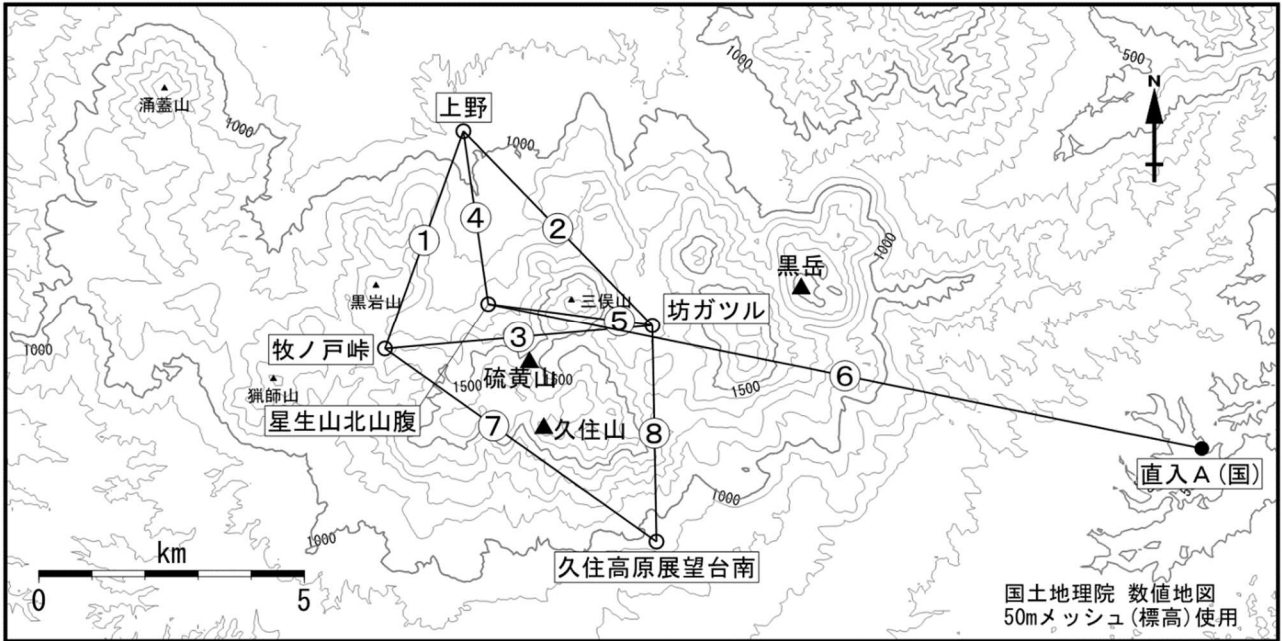 1000
500
N
涌蓋山
1000
上野
1000
④
②
①
1000
黒岳
黒岩山
三俣山
坊ガツル
⑤
③
牧ノ戸峠
1000
硫黄山
1500
1500
⑥
1500
猟師山
星生山北山腹
⑦
久住山
⑧
直入A(国)
1000
1000
久住高原展望台南
km
0
5
国土地理院 数値地図
50mメッシュ(標高)使用